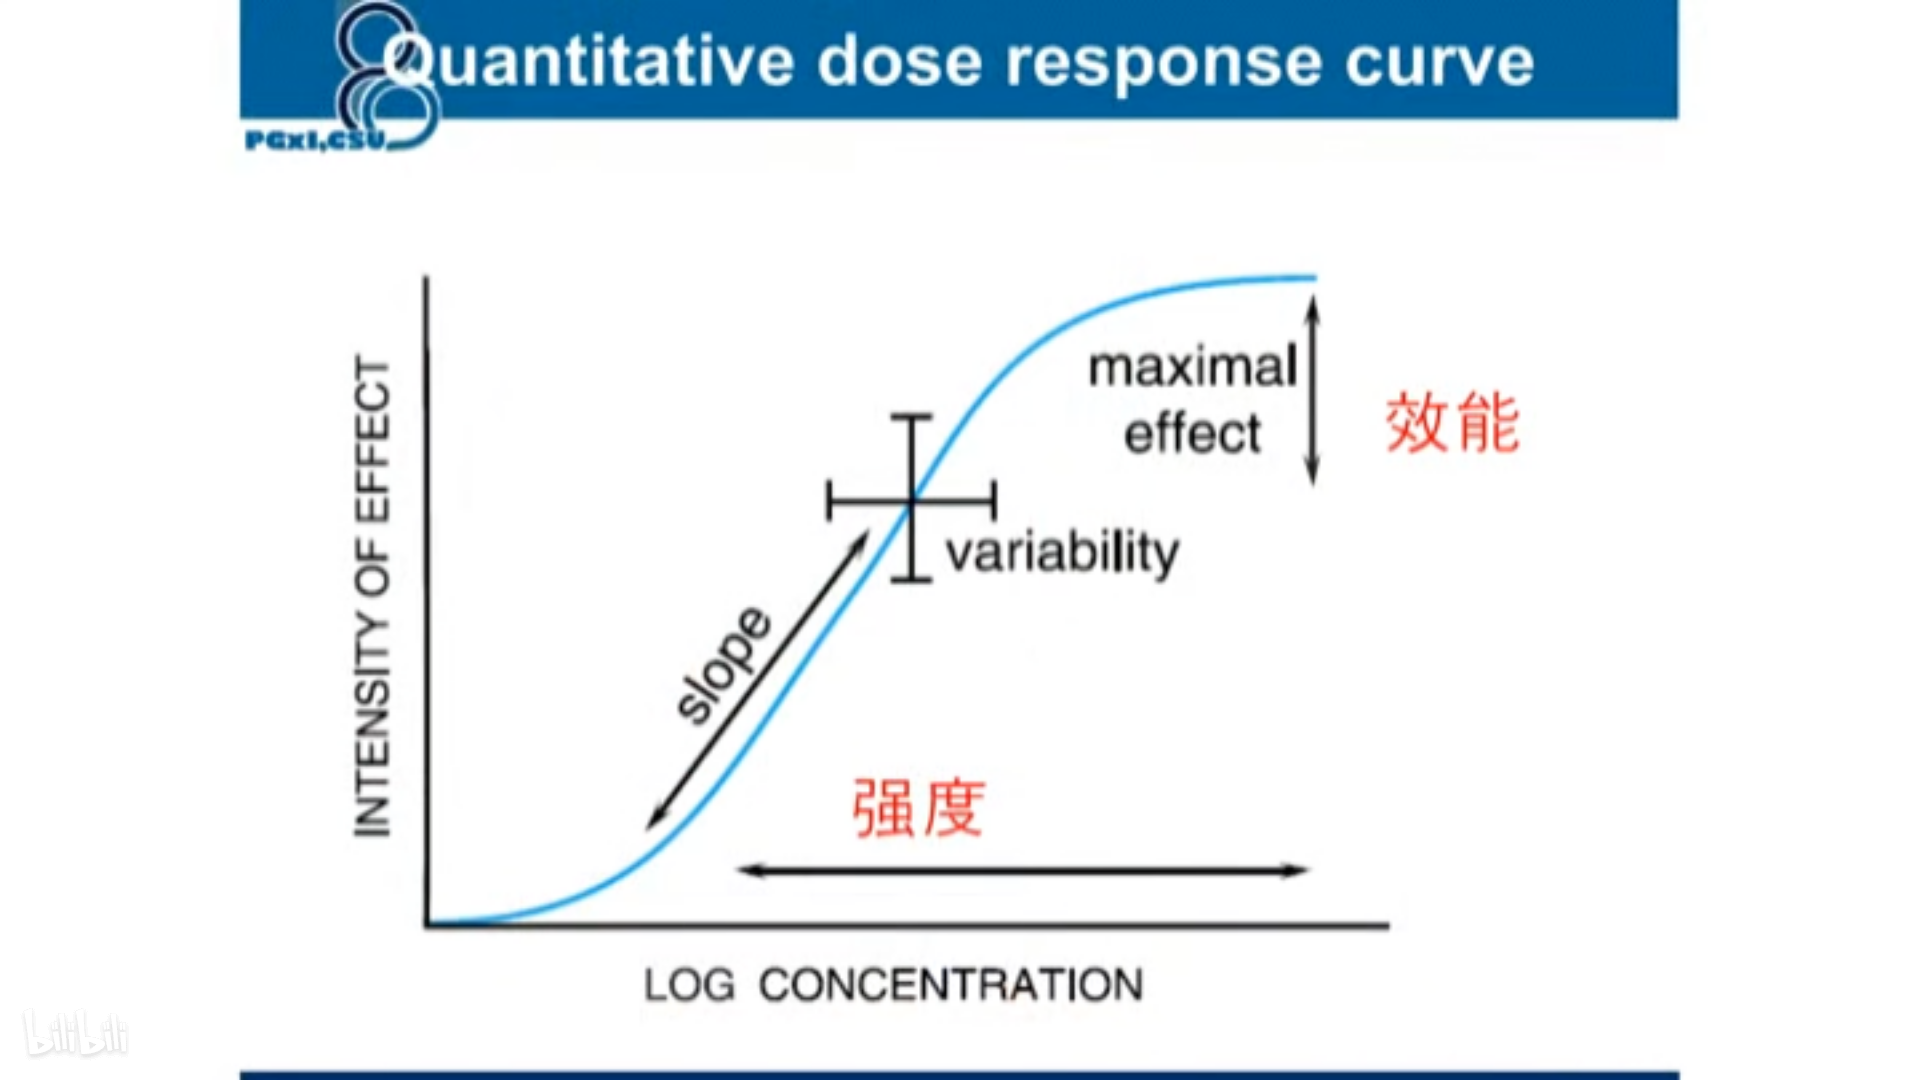 Quantitative dose response curve
PGxI,CSU
INTENSITY OF EFFECT
maximal
effect
效能
variability
slope
强度
LOG CONCENTRATION
bilibili